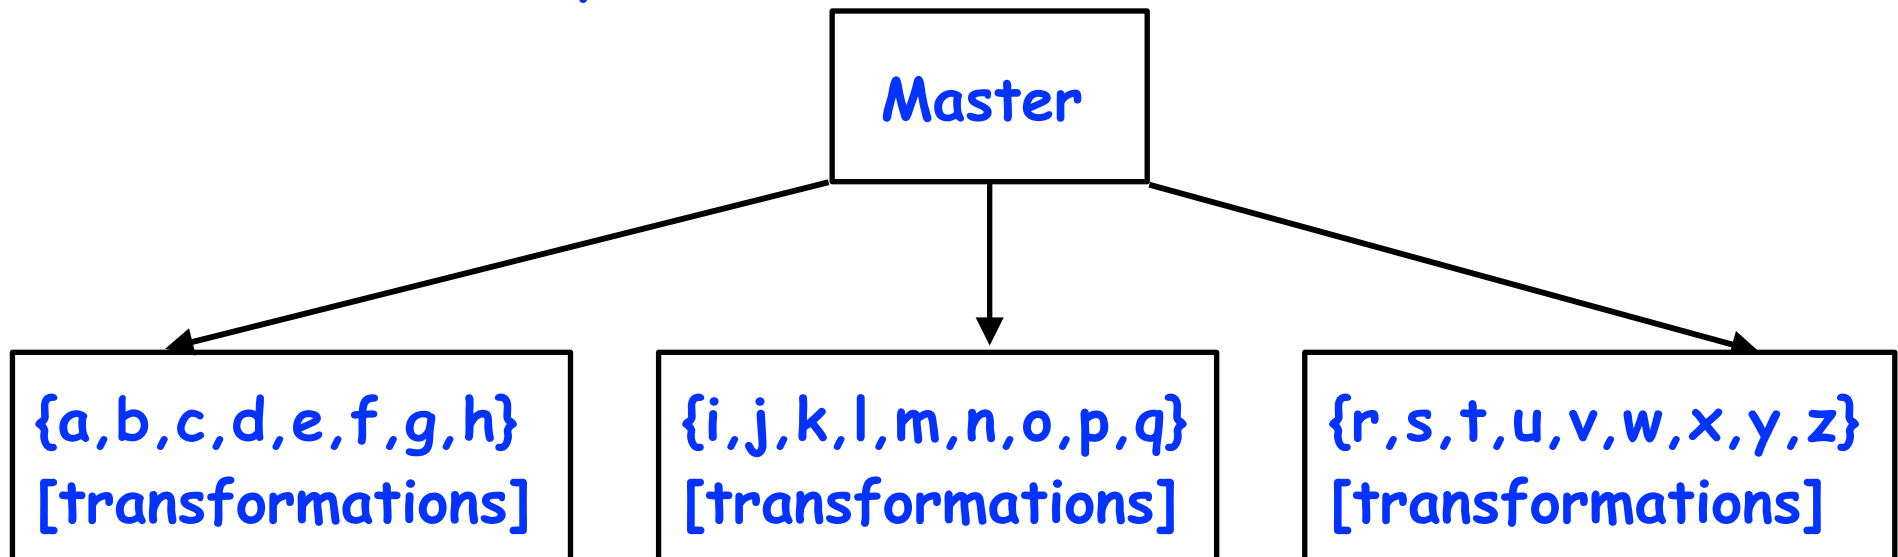 Master
{a,b,c,d,e,f,g,h}
[transformations]
{i,j,k,l,m,n,o,p,q}
[transformations]
{r,s,t,u,v,w,x,y,z}
[transformations]